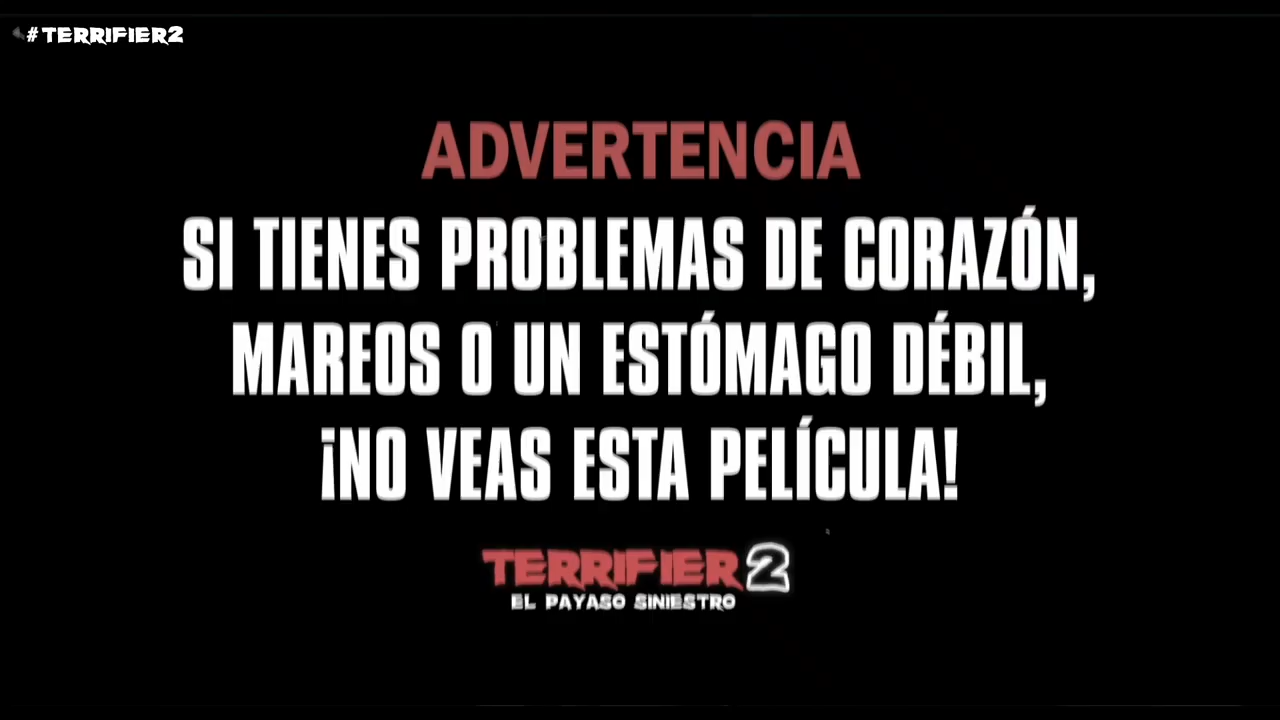 #TERRIFIER2
ADVERTENCIA
SI TIENES PROBLEMAS DE CORAZÓN,
MAREOS O UN ESTÓMAGO DÉBIL,
¡NO VEAS ESTA PELÍCULA!
TERRIFIER 2
EL PAYASO SINIESTRO